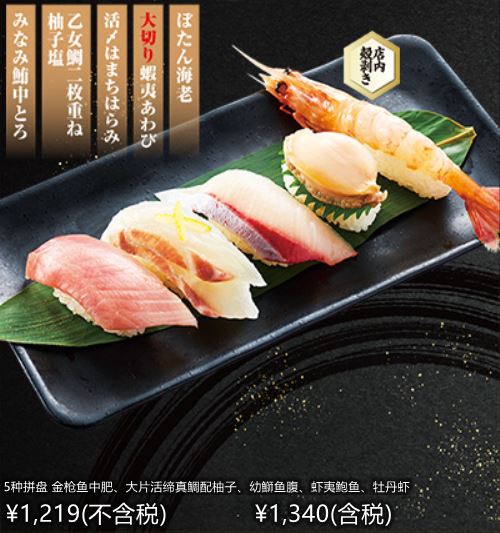 ぼたん海老
大切り蝦夷あわび
活〆はまちはらみ
乙女鯛二枚重ね
柚子塩
みなみ鮪中とろ
店内
殻剥き
5种拼盘 金枪鱼中肥、大片活缔真鲷配柚子、幼鰤鱼腹、虾夷鲍鱼、牡丹虾
¥1,219(不含税)
¥1,340(含税)